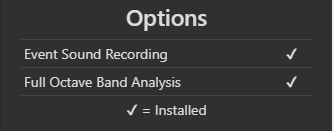 Options
Event Sound Recording ✓
Full Octave Band Analysis ✓
✓ = Installed